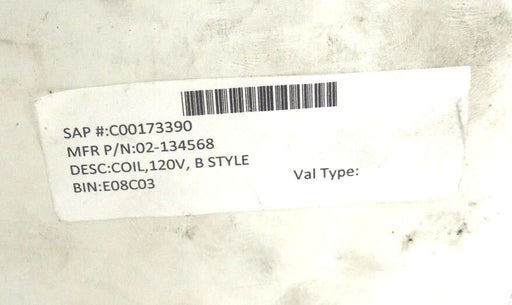 SAP #:C00173390
MFR P/N:02-134568
DESC:COIL,120V, B STYLE
BIN:E08C03
Val Type: